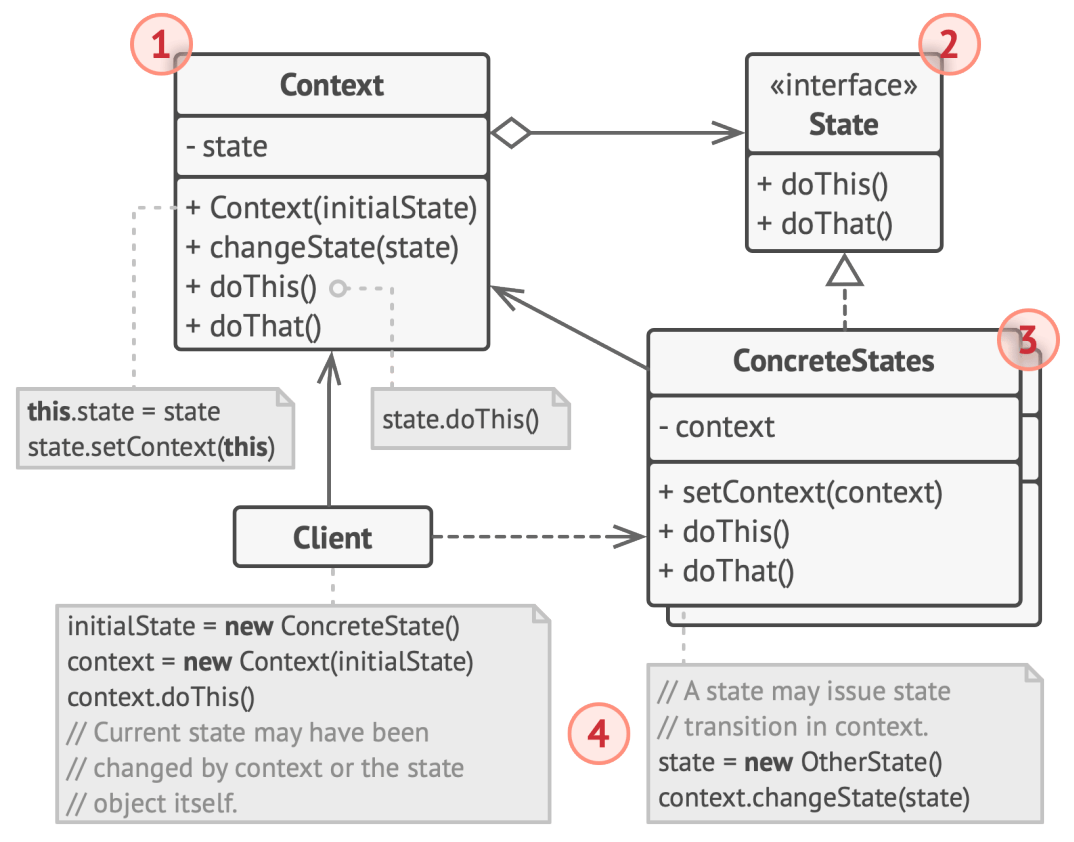 1
Context
- state
+ Context(initialState)
+ changeState(state)
+ doThis()
+ doThat()
2
«interface»
State
+ doThis()
+ doThat()
3
ConcreteStates
- context
+ setContext(context)
+ doThis()
+ doThat()
this.state = state
state.setContext(this)
state.doThis()
Client
initialState = new ConcreteState()
context = new Context(initialState)
context.doThis()
// Current state may have been
// changed by context or the state
// object itself.
4
// A state may issue state
// transition in context.
state = new OtherState()
context.changeState(state)